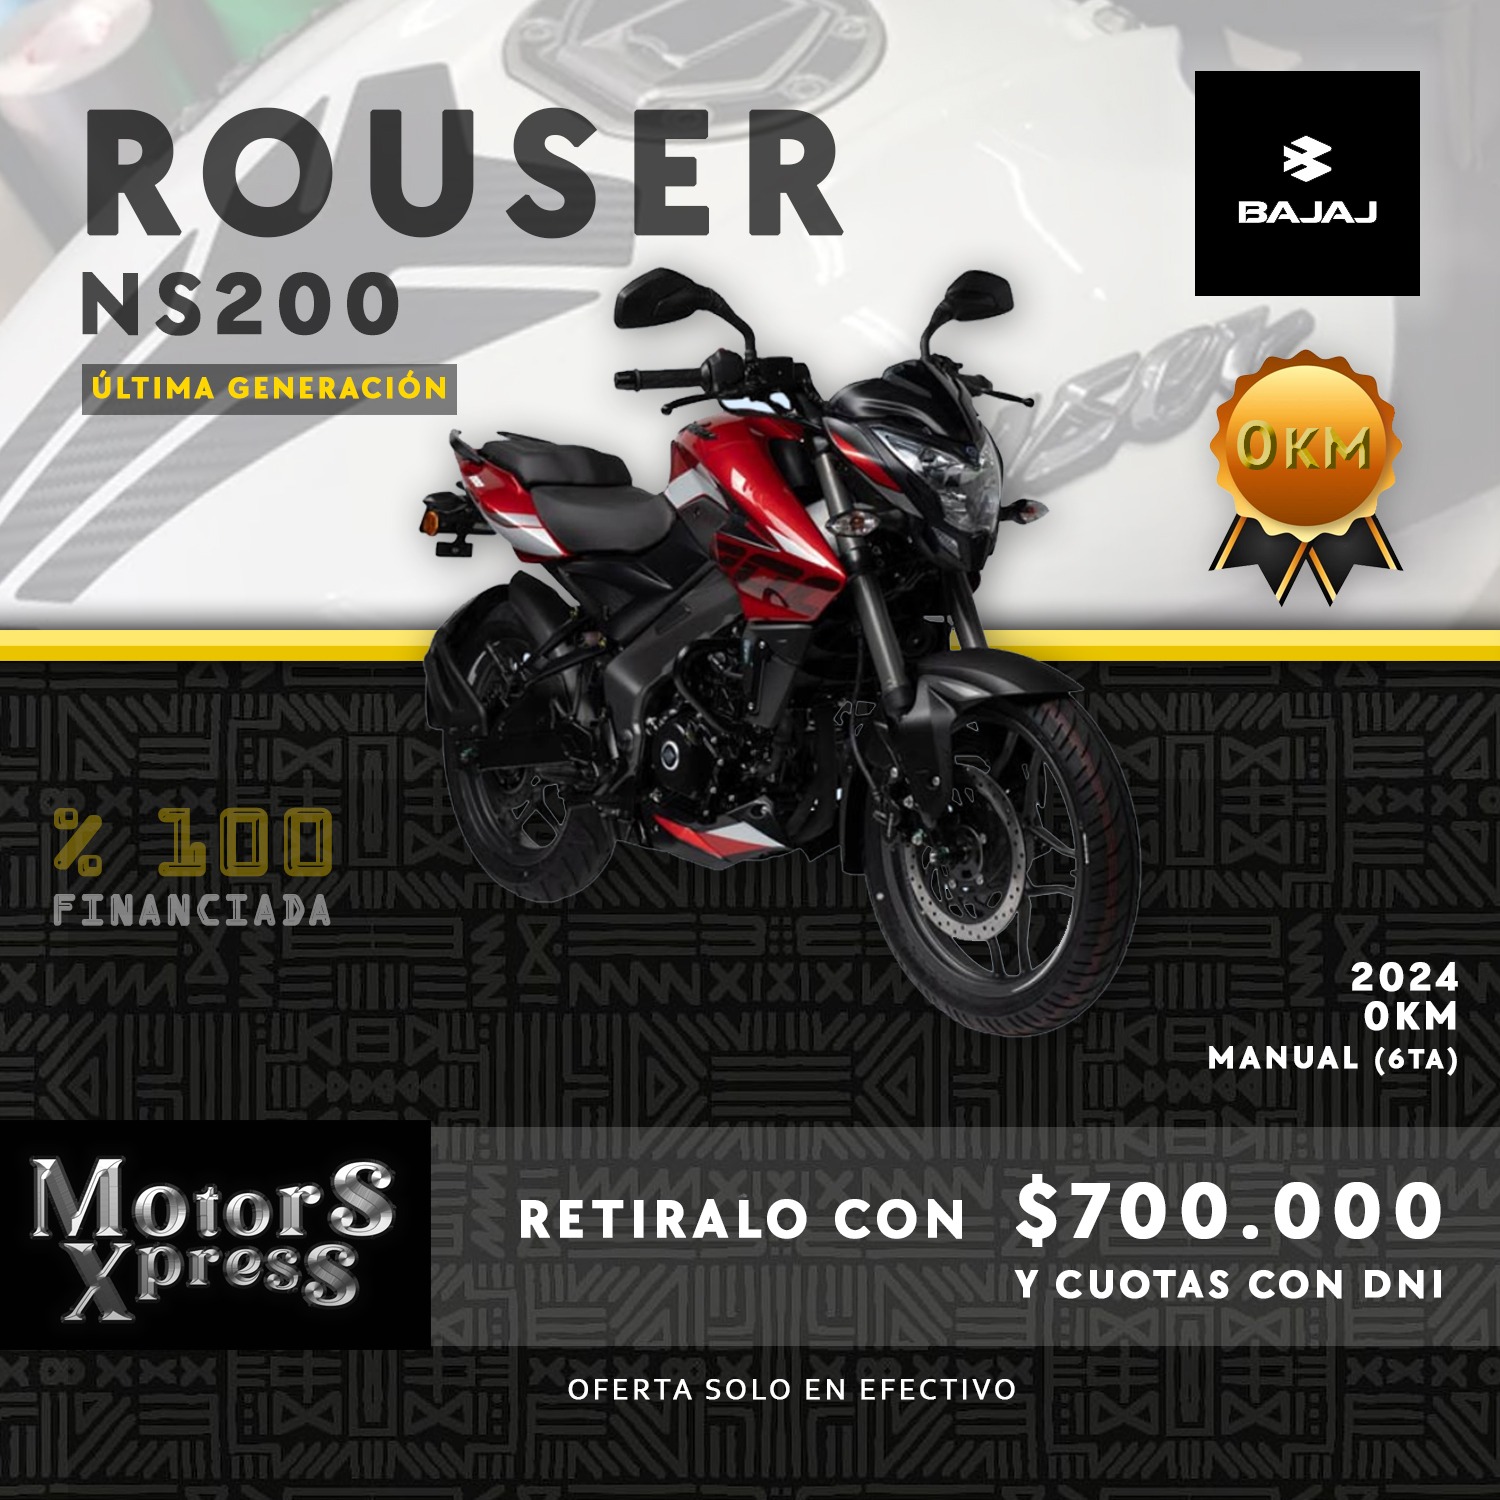 ROUSER
NS200
ÚLTIMA GENERACIÓN
BAJAJ
0KM
% 100
FINANCIADA
2024
0KM
MANUAL (6TA)
MotorS
XpresS
RETIRALO CON $700.000
Y CUOTAS CON DNI
OFERTA SOLO EN EFECTIVO